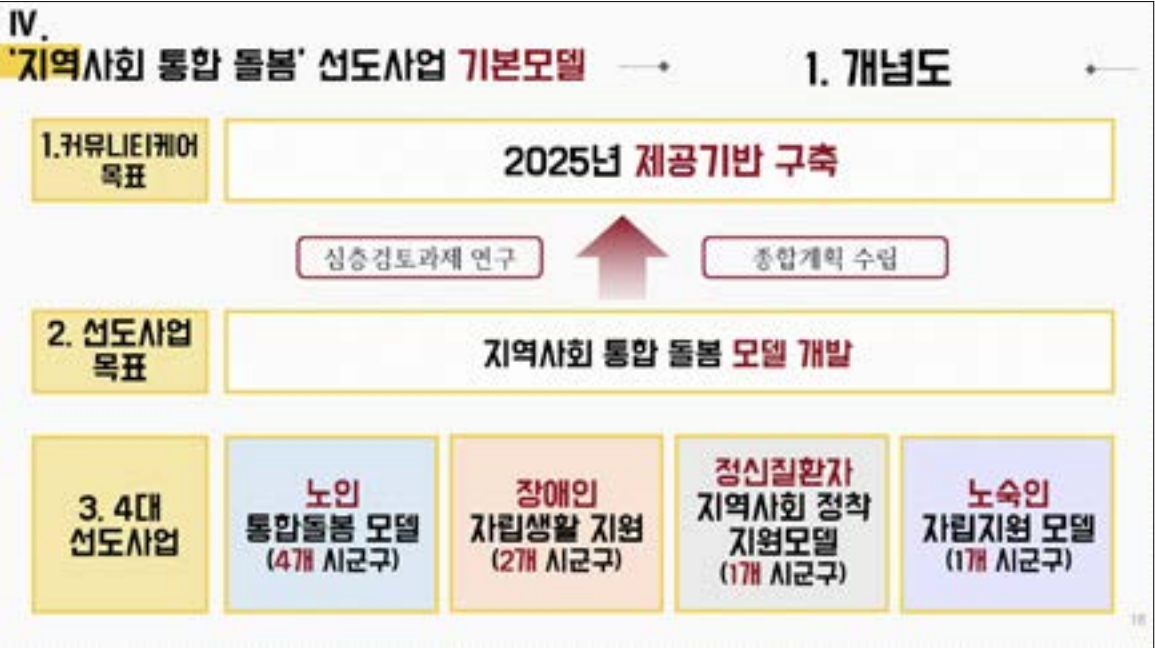 IV.
'지역사회 통합 돌봄' 선도사업 기본모델
1. 개념도
1.커뮤니티케어
목표
2025년 제공기반 구축
심층검토과제 연구
종합계획 수립
2. 선도사업
목표
지역사회 통합 돌봄 모델 개발
3. 4대
선도사업
노인
통합돌봄 모델
(4개 시군구)
장애인
자립생활 지원
(2개 시군구)
정신질환자
지역사회 정착
지원모델
(1개 시군구)
노숙인
자립지원 모델
(1개 시군구)
18